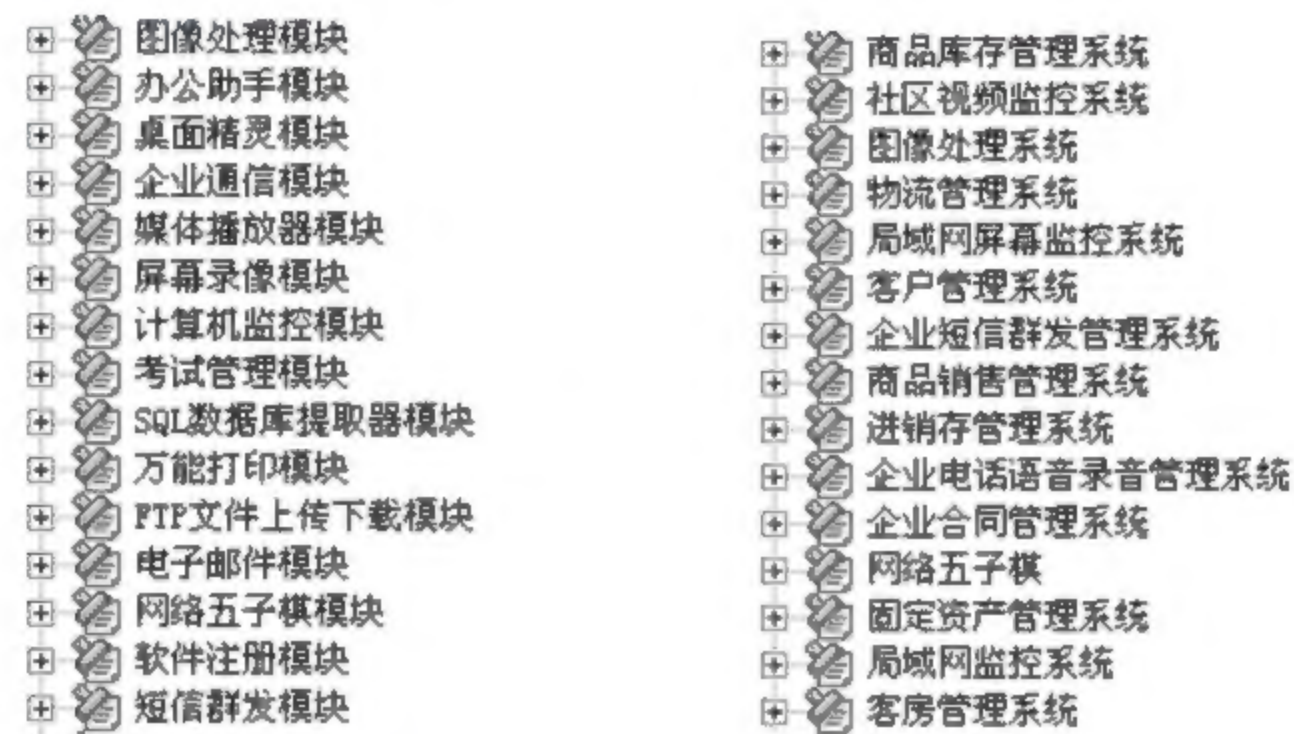 图像处理模块
办公助手模块
桌面精灵模块
企业通信模块
媒体播放器模块
屏幕录像模块
计算机监控模块
考试管理模块
SQL数据库提取器模块
万能打印模块
FTP文件上传下载模块
电子邮件模块
网络五子棋模块
软件注册模块
短信群发模块
商品库存管理系统
社区视频监控系统
图像处理系统
物流管理系统
局域网屏幕监控系统
客户管理系统
企业短信群发管理系统
商品销售管理系统
进销存管理系统
企业电话语音录音管理系统
企业合同管理系统
网络五子棋
固定资产管理系统
局域网监控系统
客房管理系统